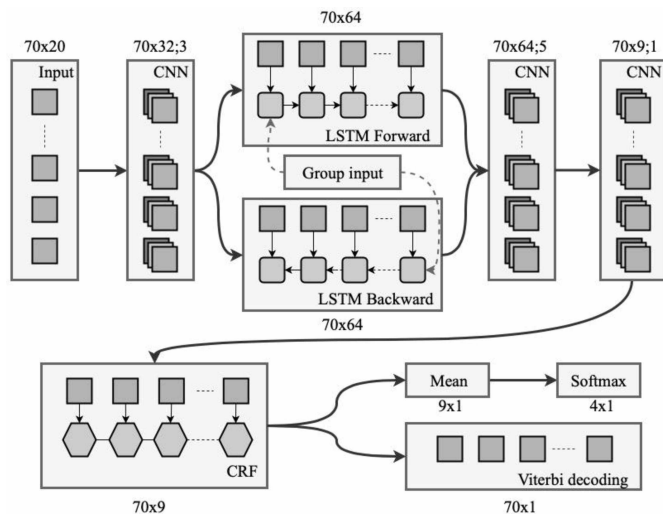 70x64
70x20
70x32;3
70x64;5
70x9;1
Input
CNN
LSTM Forward
CNN
CNN
Group input
LSTM Backward
70x64
Mean
Softmax
9x1
4x1
CRF
Viterbi decoding
70x9
70x1